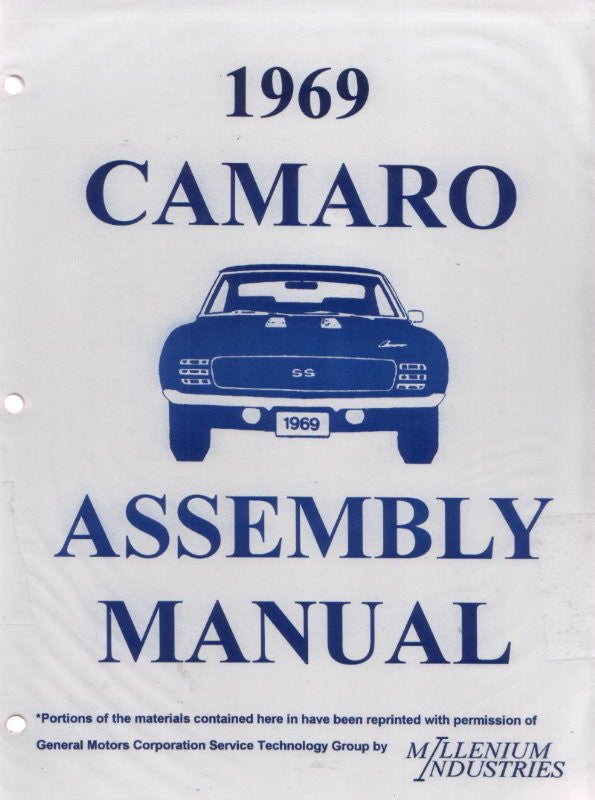 1969
CAMARO
Camaro
SS
1969
ASSEMBLY
MANUAL
*Portions of the materials contained here in have been reprinted with permission of
General Motors Corporation Service Technology Group by
MILLENIUM
INDUSTRIES